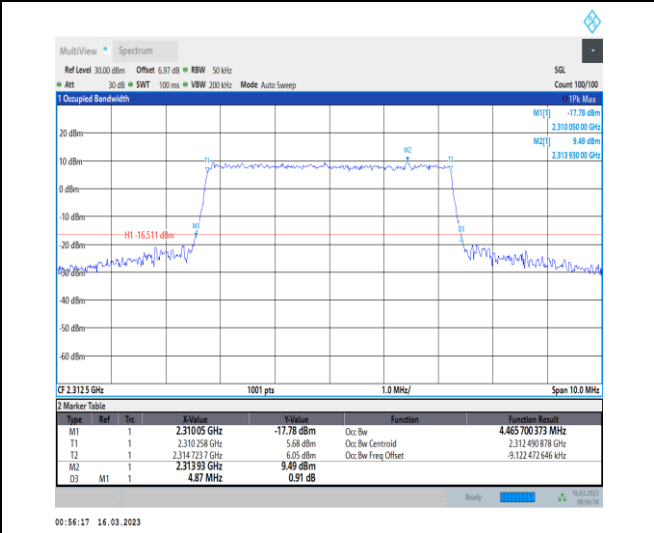 MultiView Spectrum
Ref Level 30.00 dBm Offset 6.97 dB RBW 50 kHz SGL
Att 30 dB SWT 100 ms VBW 200 kHz Mode Auto Sweep Count 100/100
1 Occupied Bandwidth 1Pk Max
M1[1] -17.78 dBm
2.310 050 00 GHz
M2[1] 9.49 dBm
2.313 930 00 GHz
20 dBm
M2
10 dBm T1 T2
0 dBm
-10 dBm
M1 D3
H1 -16.511 dBm
-20 dBm
-30 dBm
-40 dBm
-50 dBm
-60 dBm
CF 2.312 5 GHz 1001 pts 1.0 MHz/ Span 10.0 MHz
2 Marker Table
Type Ref Trc X-Value Y-Value Function Function Result
M1 1 2.310 05 GHz -17.78 dBm Occ Bw 4.465 700 373 MHz
T1 1 2.310 258 GHz 5.68 dBm Occ Bw Centroid 2.312 490 878 GHz
T2 1 2.314 723 7 GHz 6.05 dBm Occ Bw Freq Offset -9.122 472 646 kHz
M2 1 2.313 93 GHz 9.49 dBm
D3 M1 1 4.87 MHz 0.91 dB
Ready 16.03.2023
00:56:16
00:56:17 16.03.2023